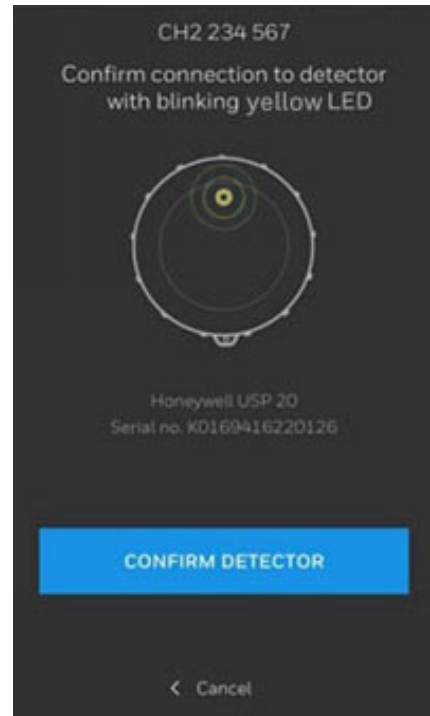 CH2 234 567
Confirm connection to detector
with blinking yellow LED
Honeywell USP 20
Serial no. K0169416220126
CONFIRM DETECTOR
< Cancel